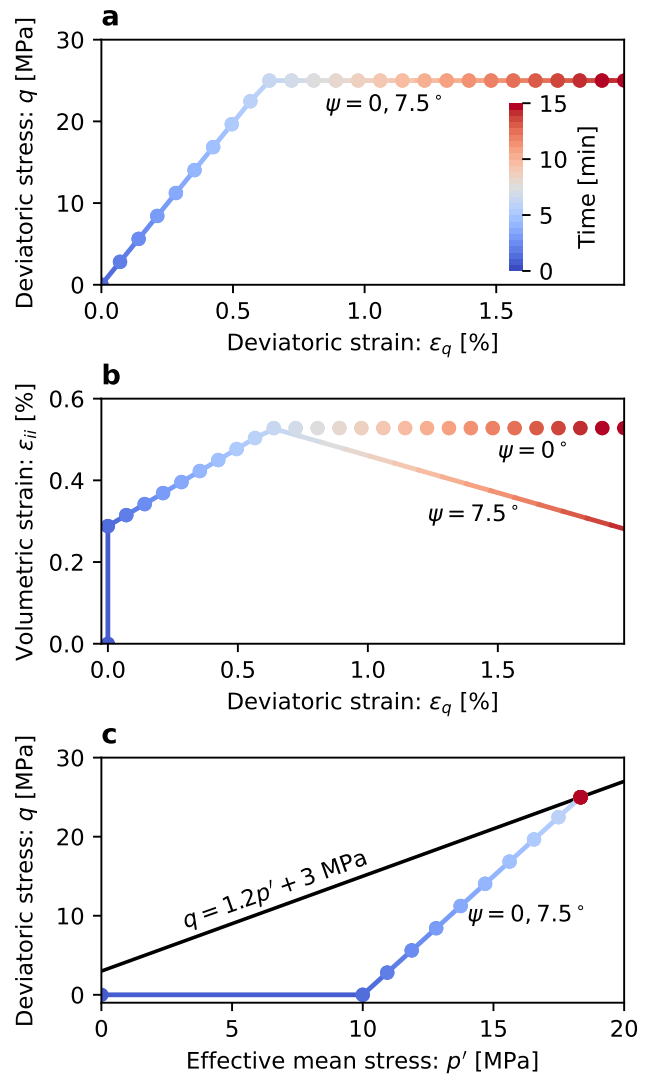 a
Deviatoric stress: q [MPa]
30
20
10
0
ψ = 0, 7.5°
15
10
5
0
Time [min]
0.0 0.5 1.0 1.5
Deviatoric strain: ε_q [%]
b
Volumetric strain: ε_ii [%]
0.6
0.4
0.2
0.0
ψ = 0°
ψ = 7.5°
0.0 0.5 1.0 1.5
Deviatoric strain: ε_q [%]
c
Deviatoric stress: q [MPa]
30
20
10
0
q = 1.2p′ + 3 MPa
ψ = 0, 7.5°
0 5 10 15 20
Effective mean stress: p′ [MPa]